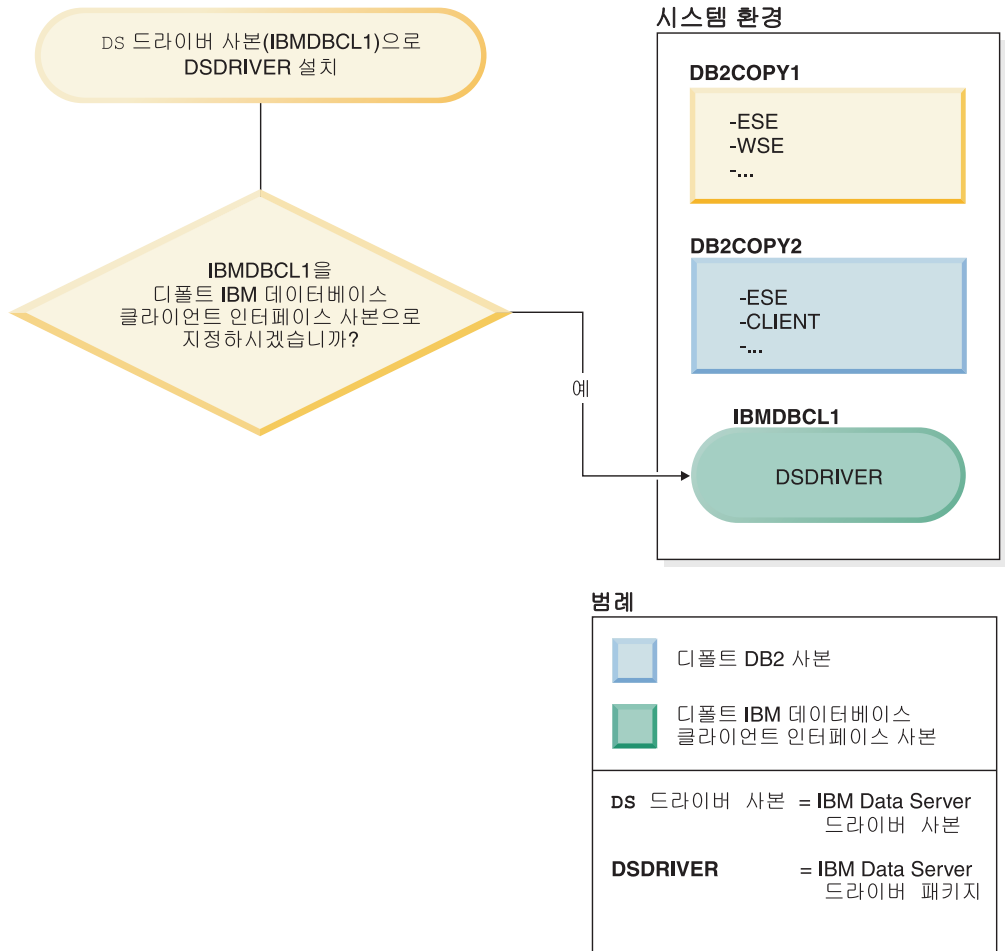 DS 드라이버 사본(IBMDBCL1)으로
DSDRIVER 설치
IBMDBCL1을
디폴트 IBM 데이터베이스
클라이언트 인터페이스 사본으로
지정하시겠습니까?
예
시스템 환경
DB2COPY1
-ESE
-WSE
-...
DB2COPY2
-ESE
-CLIENT
-...
IBMDBCL1
DSDRIVER
범례
디폴트 DB2 사본
디폴트 IBM 데이터베이스
클라이언트 인터페이스 사본
DS 드라이버 사본 = IBM Data Server
드라이버 사본
DSDRIVER = IBM Data Server
드라이버 패키지